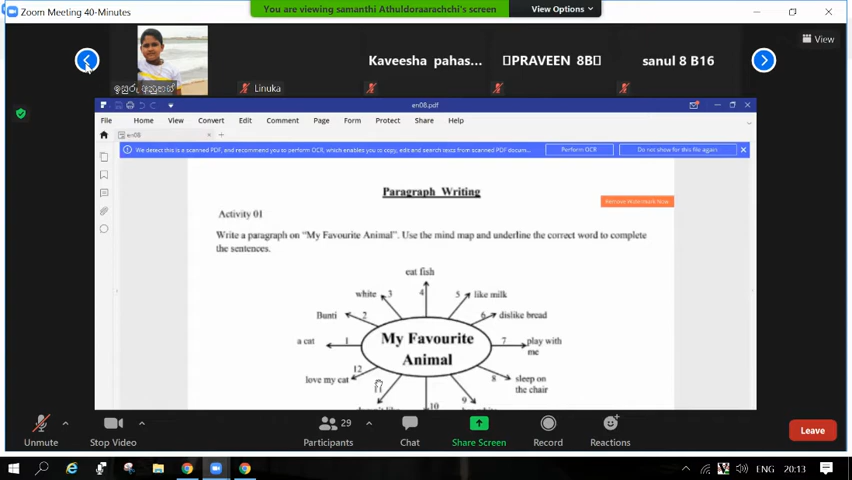 Zoom Meeting 40-Minutes
You are viewing samanthi Athuldoraarachchi's screen
View Options
View
ඉසුරු අනුහස්
Linuka
Kaveesha pahas...
PRAVEEN 8B
sanul 8 B16
en08.pdf
File Home View Convert Edit Comment Page Form Protect Share Help
en08
We detect this is a scanned PDF, and recommend you to perform OCR, which enables you to copy, edit and search texts from scanned PDF docum...
Perform OCR
Do not show for this file again
Paragraph Writing
Remove Watermark Now
Activity 01
Write a paragraph on "My Favourite Animal". Use the mind map and underline the correct word to complete
the sentences.
eat fish
white 3 4 5 like milk
Bunti 2 6 dislike bread
My Favourite
Animal
a cat 1 7 play with
me
12
love my cat
8 sleep on
the chair
10
9
Unmute
Stop Video
29
Participants
Chat
Share Screen
Record
Reactions
Leave
ENG 20:13